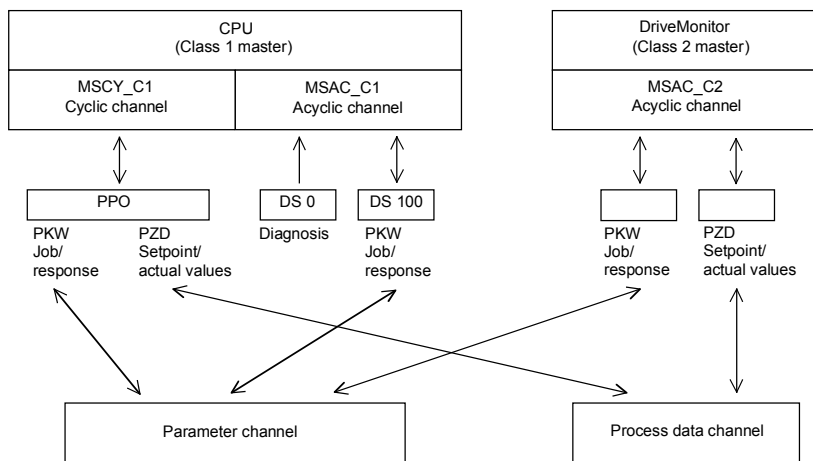 CPU
(Class 1 master)
DriveMonitor
(Class 2 master)
MSCY_C1
Cyclic channel
MSAC_C1
Acyclic channel
MSAC_C2
Acyclic channel
PPO
DS 0
DS 100
PKW
Job/
response
PZD
Setpoint/
actual values
Diagnosis
PKW
Job/
response
PKW
Job/
response
PZD
Setpoint/
actual values
Parameter channel
Process data channel